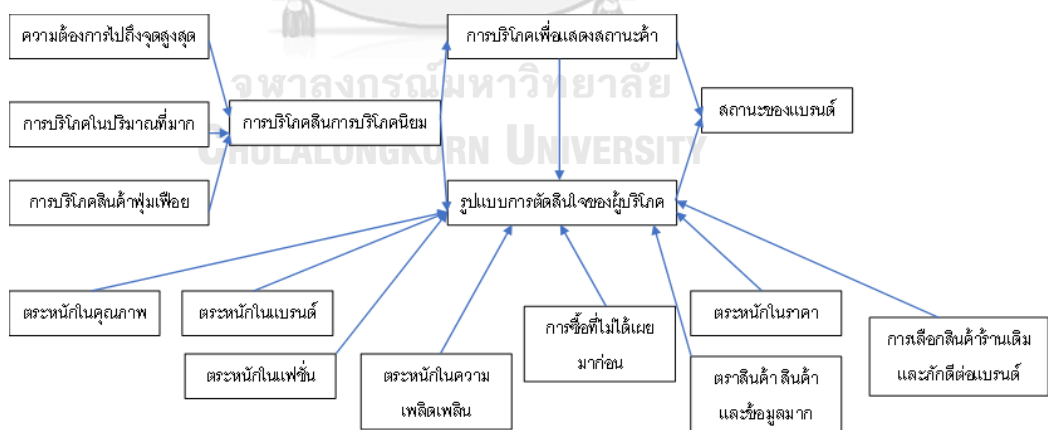 ความต้องการไปถึงจุดสูงสุด
การบริโภคเพื่อแสดงสถานะค้า
จุฬาลงกรณ์มหาวิทยาลัย
สถานะของแบรนด์
การบริโภคในปริมาณที่มาก
การบริโภคสินการบริโภคนิยม
CHULALONGKORN UNIVERSITY
การบริโภคสินค้าฟุ่มเฟือย
รูปแบบการตัดสินใจของผู้บริโภค
ตระหนักในคุณภาพ
ตระหนักในแบรนด์
ตระหนักในแฟชั่น
ตระหนักในความ
เพลิดเพลิน
การซื้อที่ไม่ได้เผย
มาก่อน
ตระหนักในราคา
ตราสินค้า สินค้า
และข้อมูลมาก
การเลือกสินค้าร้านเดิม
และภักดีต่อแบรนด์